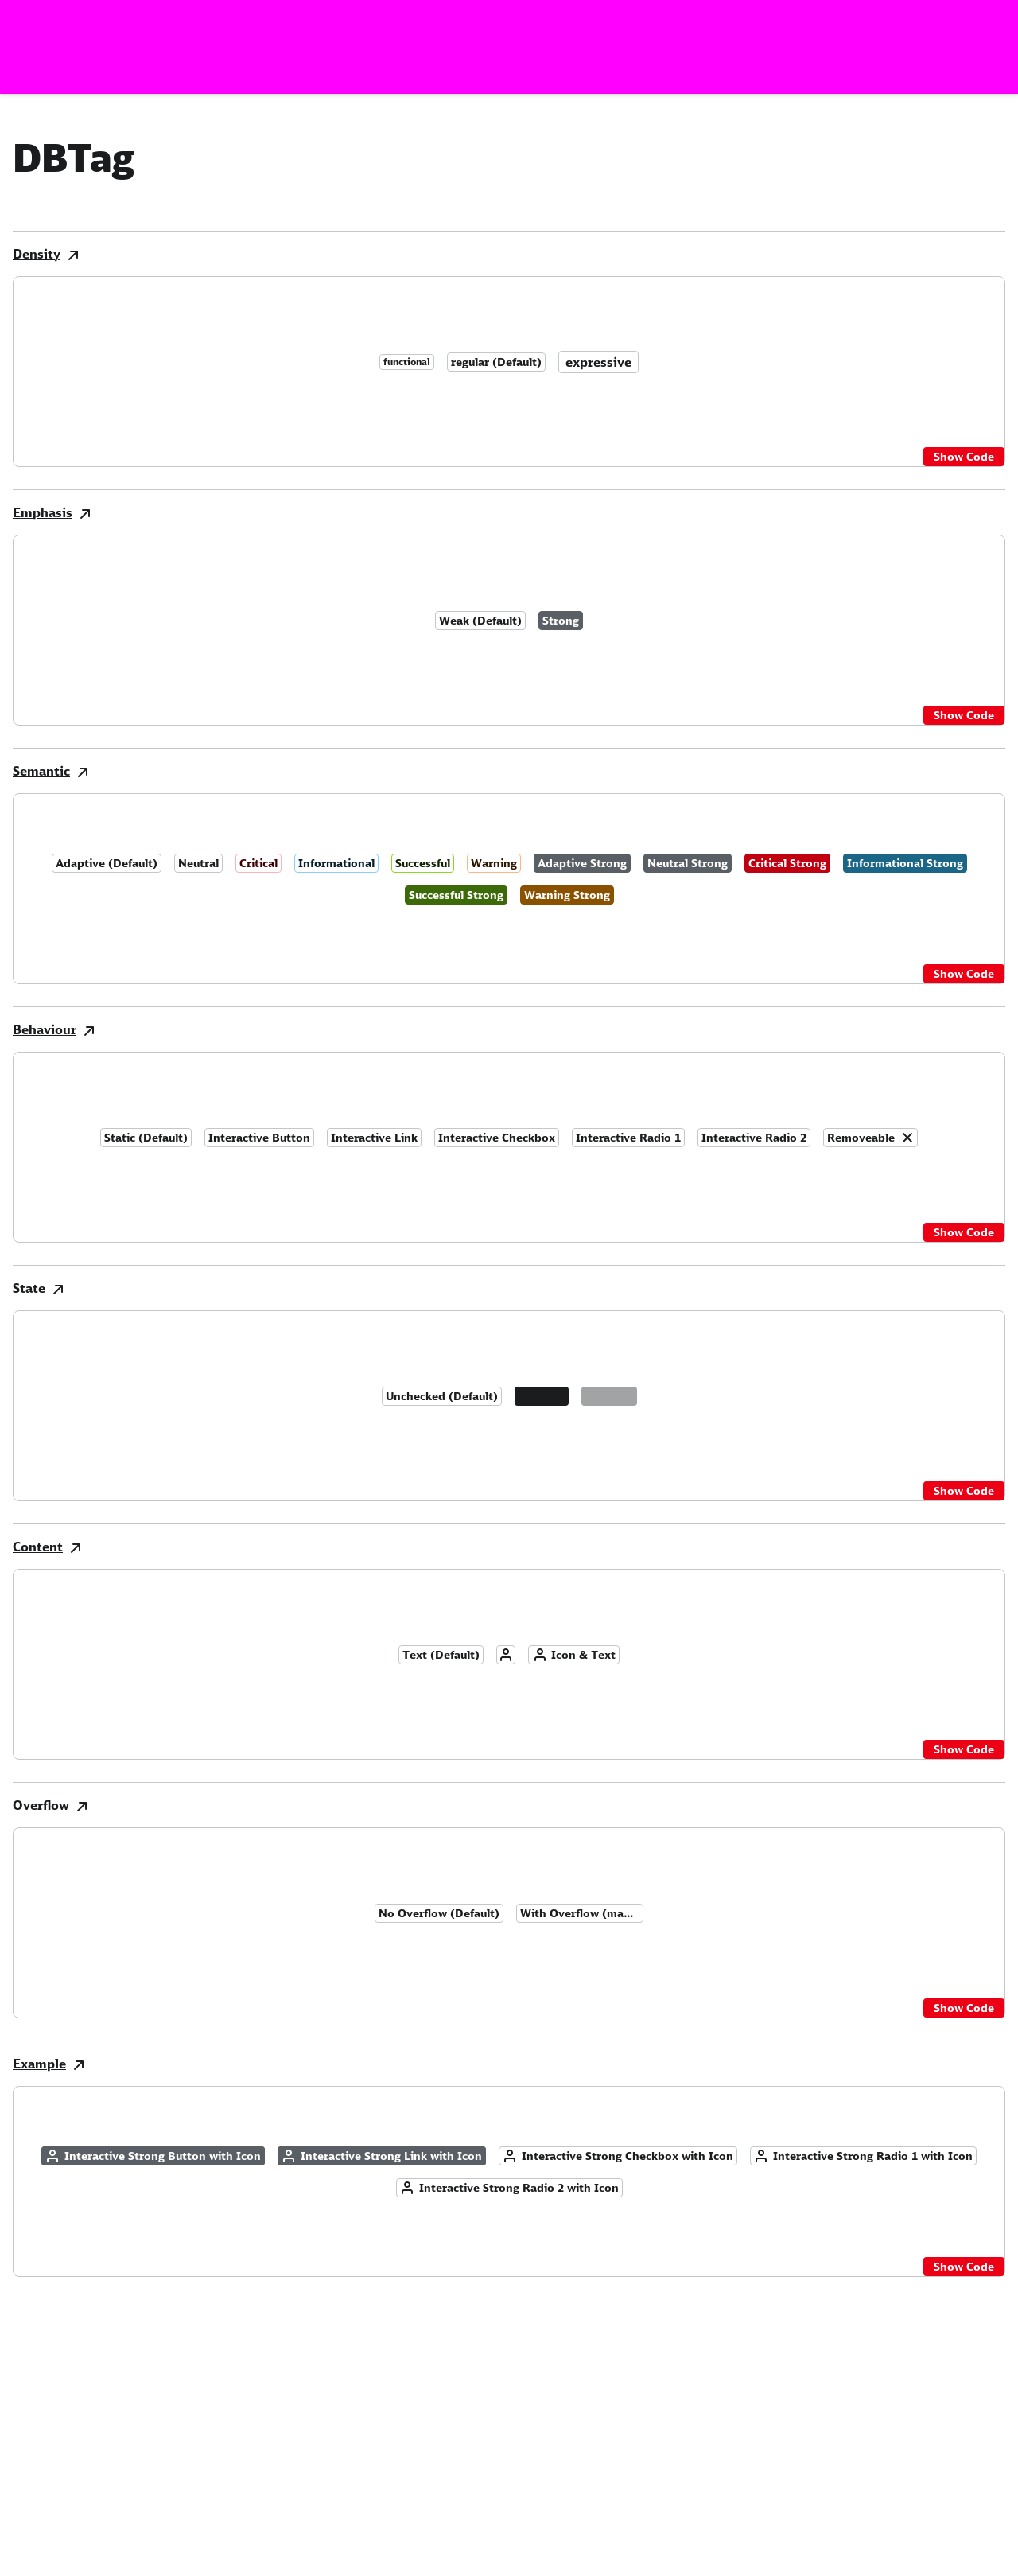 DBTag
Density
functional regular (Default) expressive
Show Code
Emphasis
Weak (Default) Strong
Show Code
Semantic
Adaptive (Default) Neutral Critical Informational Successful Warning Adaptive Strong Neutral Strong Critical Strong Informational Strong
Successful Strong Warning Strong
Show Code
Behaviour
Static (Default) Interactive Button Interactive Link Interactive Checkbox Interactive Radio 1 Interactive Radio 2 Removeable
Show Code
State
Unchecked (Default)
Show Code
Content
Text (Default) Icon & Text
Show Code
Overflow
No Overflow (Default) With Overflow (ma...
Show Code
Example
Interactive Strong Button with Icon Interactive Strong Link with Icon Interactive Strong Checkbox with Icon Interactive Strong Radio 1 with Icon
Interactive Strong Radio 2 with Icon
Show Code